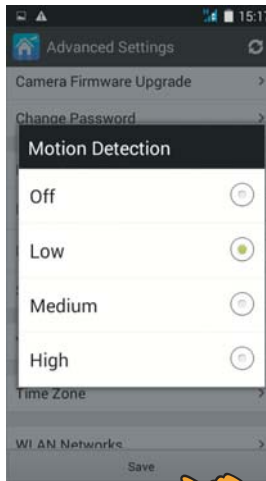 15:17
Advanced Settings
Camera Firmware Upgrade
Change Password
Motion Detection
Off
Low
Medium
High
Time Zone
WLAN Networks
Save